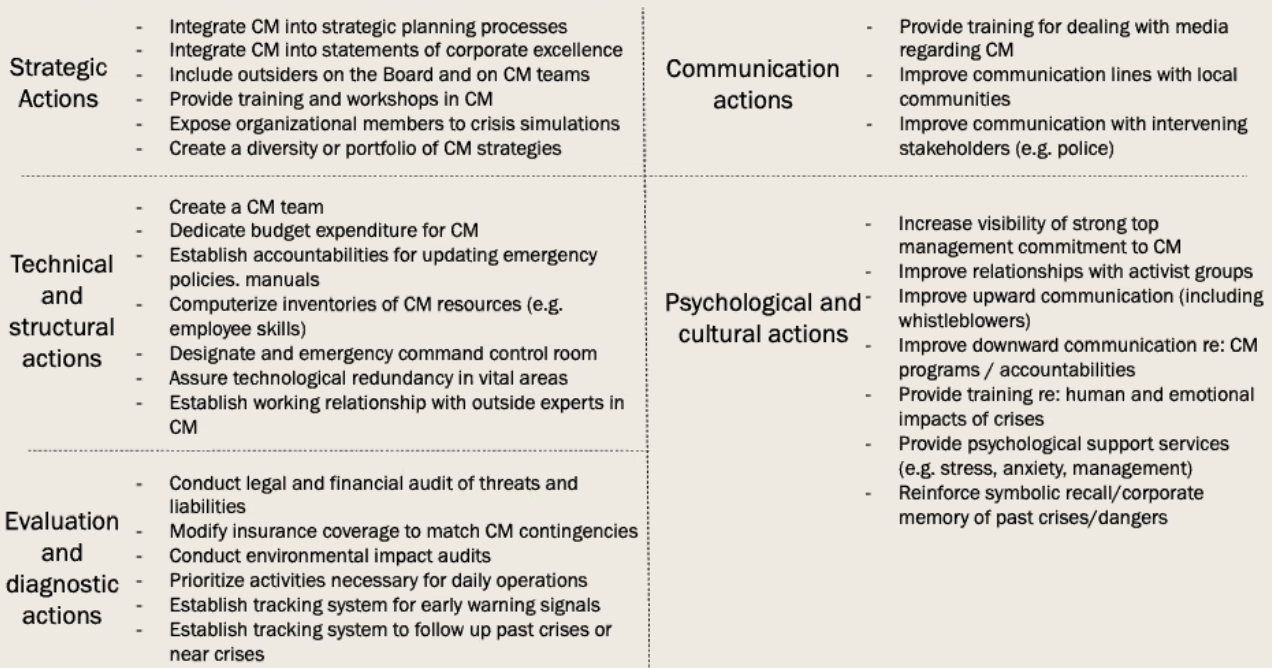 Strategic
Actions
- Integrate CM into strategic planning processes
- Integrate CM into statements of corporate excellence
- Include outsiders on the Board and on CM teams
- Provide training and workshops in CM
- Expose organizational members to crisis simulations
- Create a diversity or portfolio of CM strategies
Communication
actions
- Provide training for dealing with media
regarding CM
- Improve communication lines with local
communities
- Improve communication with intervening
stakeholders (e.g. police)
Technical
and
structural
actions
- Create a CM team
- Dedicate budget expenditure for CM
- Establish accountabilities for updating emergency
policies. manuals
- Computerize inventories of CM resources (e.g.
employee skills)
- Designate and emergency command control room
- Assure technological redundancy in vital areas
- Establish working relationship with outside experts in
CM
Psychological and
cultural actions
- Increase visibility of strong top
management commitment to CM
- Improve relationships with activist groups
- Improve upward communication (including
whistleblowers)
- Improve downward communication re: CM
programs / accountabilities
- Provide training re: human and emotional
impacts of crises
- Provide psychological support services
(e.g. stress, anxiety, management)
- Reinforce symbolic recall/corporate
memory of past crises/dangers
Evaluation
and
diagnostic
actions
- Conduct legal and financial audit of threats and
liabilities
- Modify insurance coverage to match CM contingencies
- Conduct environmental impact audits
- Prioritize activities necessary for daily operations
- Establish tracking system for early warning signals
- Establish tracking system to follow up past crises or
near crises